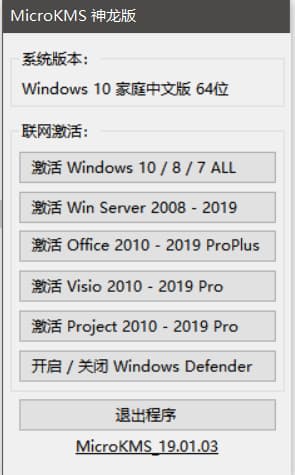 MicroKMS 神龙版
系统版本：
Windows 10 家庭中文版 64位
联网激活：
激活 Windows 10 / 8 / 7 ALL
激活 Win Server 2008 - 2019
激活 Office 2010 - 2019 ProPlus
激活 Visio 2010 - 2019 Pro
激活 Project 2010 - 2019 Pro
开启 / 关闭 Windows Defender
退出程序
MicroKMS_19.01.03